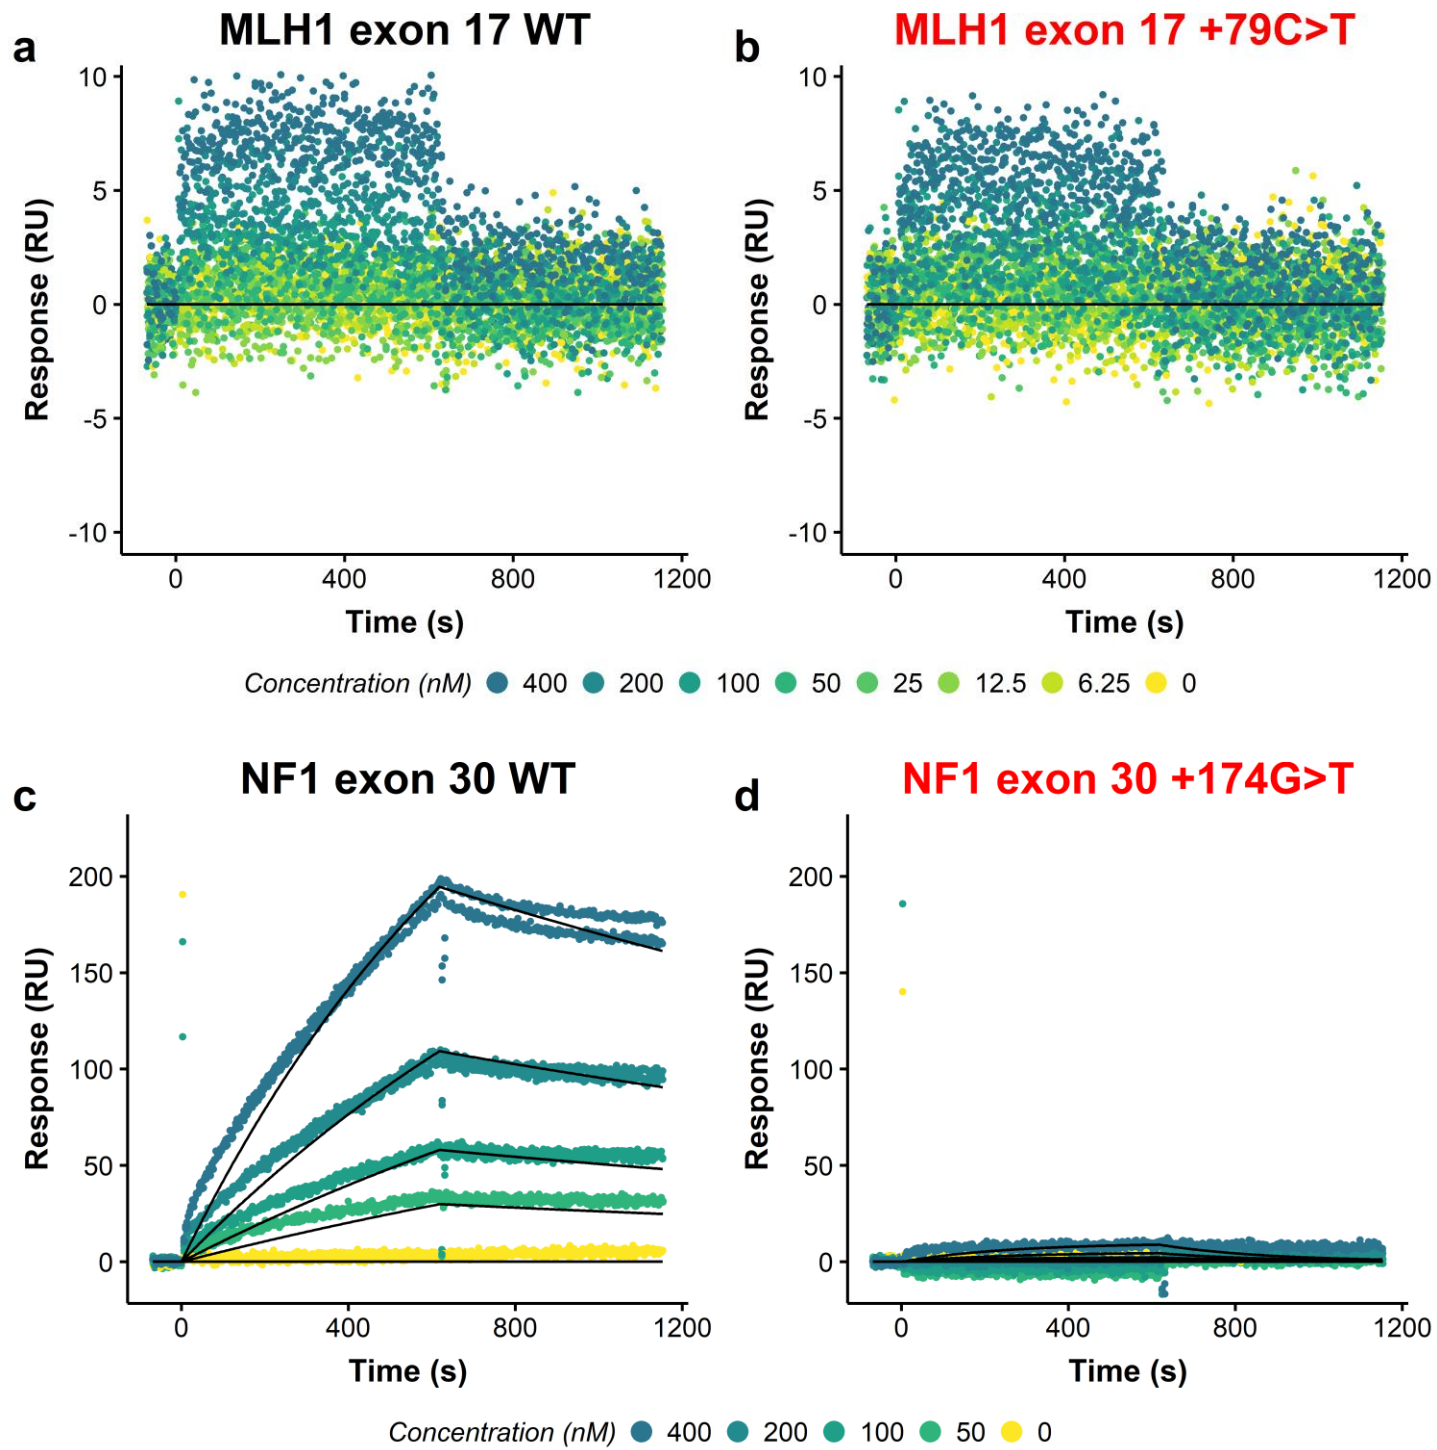 a MLH1 exon 17 WT
10
5
0
-5
-10
Response (RU)
0 400 800 1200
Time (s)
b MLH1 exon 17 +79C>T
10
5
0
-5
-10
Response (RU)
0 400 800 1200
Time (s)
Concentration (nM) 400 200 100 50 25 12.5 6.25 0
c NF1 exon 30 WT
200
150
100
50
0
Response (RU)
0 400 800 1200
Time (s)
d NF1 exon 30 +174G>T
200
150
100
50
0
Response (RU)
0 400 800 1200
Time (s)
Concentration (nM) 400 200 100 50 0